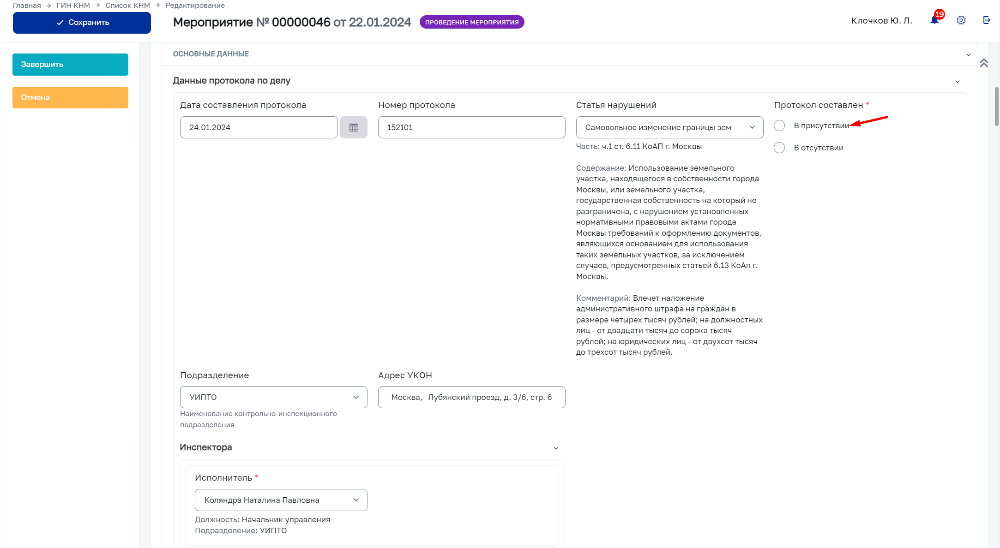 Главная → ГИН КНМ → Список КНМ → Редактирование
Сохранить
Мероприятие № 00000046 от 22.01.2024
ПРОВЕДЕНИЕ МЕРОПРИЯТИЯ
Клочков Ю. Л.
19
Завершить
Отмена
ОСНОВНЫЕ ДАННЫЕ
Данные протокола по делу
Дата составления протокола
24.01.2024
Номер протокола
152101
Статья нарушений
Самовольное изменение границы зем
Часть: ч.1 ст. 6.11 КоАП г. Москвы
Содержание: Использование земельного
участка, находящегося в собственности города
Москвы, или земельного участка,
государственная собственность на который не
разграничена, с нарушением установленных
нормативными правовыми актами города
Москвы требований к оформлению документов,
являющихся основанием для использования
таких земельных участков, за исключением
случаев, предусмотренных статьей 6.13 КоАп г.
Москвы.
Комментарий: Влечет наложение
административного штрафа на граждан в
размере четырех тысяч рублей; на должностных
лиц - от двадцати тысяч до сорока тысяч
рублей; на юридических лиц - от двухсот тысяч
до трехсот тысяч рублей.
Протокол составлен *
В присутствии
В отсутствии
Подразделение
УИПТО
Наименование контрольно-инспекционного
подразделения
Адрес УКОН
Москва, Лубянский проезд, д. 3/6, стр. 6
Инспектора
Исполнитель *
Коляндра Наталина Павловна
Должность: Начальник управления
Подразделение: УИПТО